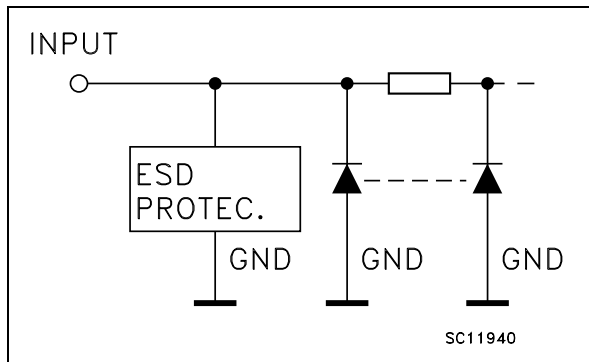 INPUT
ESD
PROTEC.
GND
GND
GND
SC11940